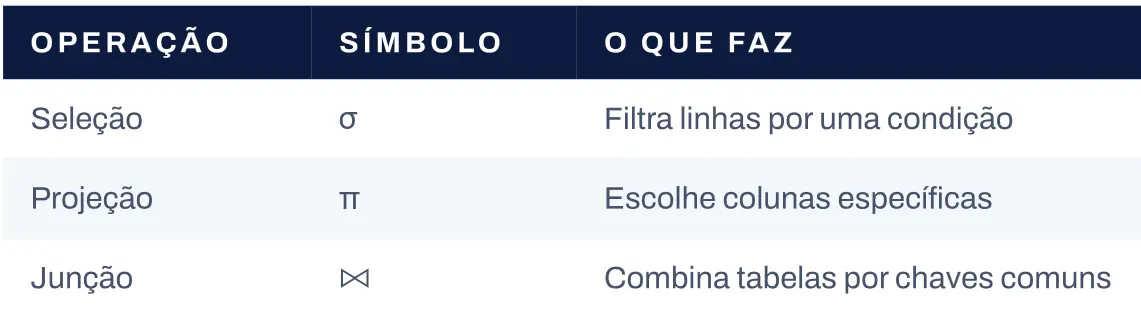 OPERAÇÃO SÍMBOLO O QUE FAZ
Seleção σ Filtra linhas por uma condição
Projeção π Escolhe colunas específicas
Junção ⋈ Combina tabelas por chaves comuns